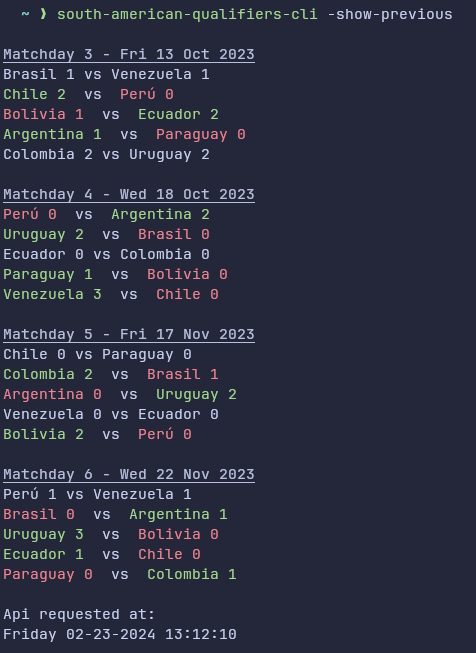 ~ ❯ south-american-qualifiers-cli -show-previous
Matchday 3 - Fri 13 Oct 2023
Brasil 1 vs Venezuela 1
Chile 2 vs Perú 0
Bolivia 1 vs Ecuador 2
Argentina 1 vs Paraguay 0
Colombia 2 vs Uruguay 2
Matchday 4 - Wed 18 Oct 2023
Perú 0 vs Argentina 2
Uruguay 2 vs Brasil 0
Ecuador 0 vs Colombia 0
Paraguay 1 vs Bolivia 0
Venezuela 3 vs Chile 0
Matchday 5 - Fri 17 Nov 2023
Chile 0 vs Paraguay 0
Colombia 2 vs Brasil 1
Argentina 0 vs Uruguay 2
Venezuela 0 vs Ecuador 0
Bolivia 2 vs Perú 0
Matchday 6 - Wed 22 Nov 2023
Perú 1 vs Venezuela 1
Brasil 0 vs Argentina 1
Uruguay 3 vs Bolivia 0
Ecuador 1 vs Chile 0
Paraguay 0 vs Colombia 1
Api requested at:
Friday 02-23-2024 13:12:10